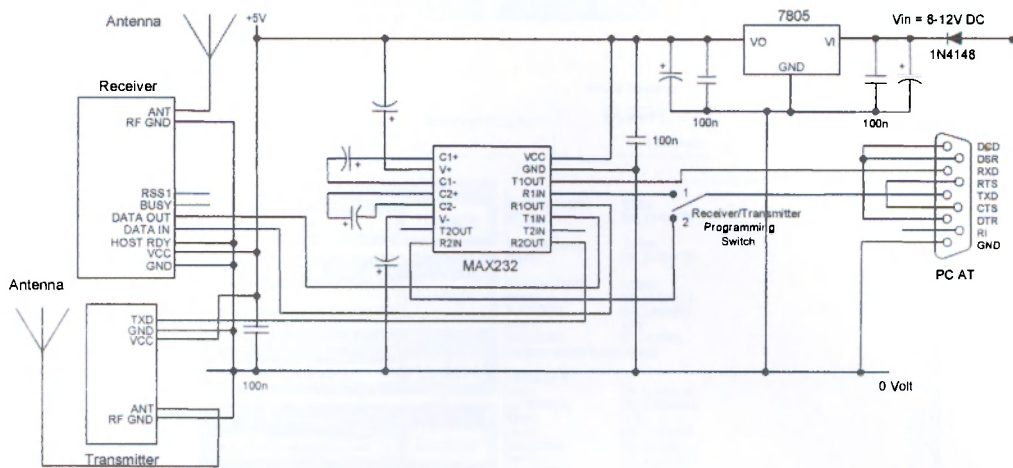 Antenna
+5V
7805
Vin = 8-12V DC
VO
VI
GND
1N4148
Receiver
ANT
RF GND
RSS1
BUSY
DATA OUT
DATA IN
HOST RDY
VCC
GND
100n
100n
100n
C1+
V+
C1-
C2+
C2-
V-
T2OUT
R2IN
VCC
GND
T1OUT
R1IN
R1OUT
T1IN
T2IN
R2OUT
MAX232
1
2
Receiver/Transmitter
Programming
Switch
DCD
DSR
RXD
RTS
TXD
CTS
DTR
RI
GND
PC AT
Antenna
TXD
GND
VCC
ANT
RF GND
Transmitter
100n
0 Volt